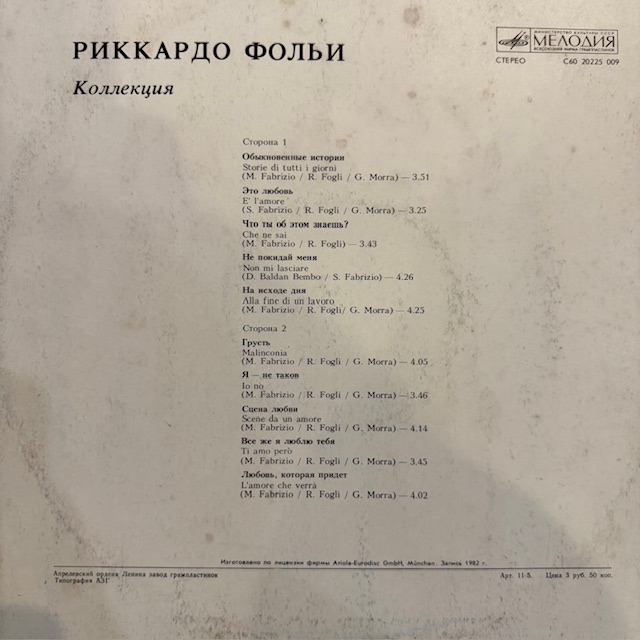 РИККАРДО ФОЛЬИ
Коллекция
МИНИСТЕРСТВО КУЛЬТУРЫ СССР
МЕЛОДИЯ
ВСЕСОЮЗНАЯ ФИРМА ГРАМПЛАСТИНОК
СТЕРЕО С60 20225 009
Сторона 1
Обыкновенные истории
Storie di tutti i giorni
(M. Fabrizio / R. Fogli / G. Morra) — 3.51
Это любовь
E' l'amore
(S. Fabrizio / R. Fogli / G. Morra) — 3.25
Что ты об этом знаешь?
Che ne sai
(M. Fabrizio / R. Fogli) — 3.43
Не покидай меня
Non mi lasciare
(D. Baldan Bembo / S. Fabrizio) — 4.26
На исходе дня
Alla fine di un lavoro
(M. Fabrizio / R. Fogli/ G. Morra) — 4.25
Сторона 2
Грусть
Malinconia
(M. Fabrizio / R. Fogli / G. Morra) — 4.05
Я — не таков
Io no
(M. Fabrizio / R. Fogli / G. Morra) — 3.46
Сцена любви
Scene da un amore
(M. Fabrizio / R. Fogli / G. Morra) — 4.14
Все же я люблю тебя
Ti amo però
(M. Fabrizio / R. Fogli / G. Morra) — 3.45
Любовь, которая придет
L'amore che verrà
(M. Fabrizio / R. Fogli / G. Morra) — 4.02
Изготовлено по лицензии фирмы Ariola-Eurodisc GmbH, München. Запись 1982 г.
Апрелевский ордена Ленина завод грампластинок Арт. 11-5. Цена 3 руб. 50 коп.
Типография АЗГ